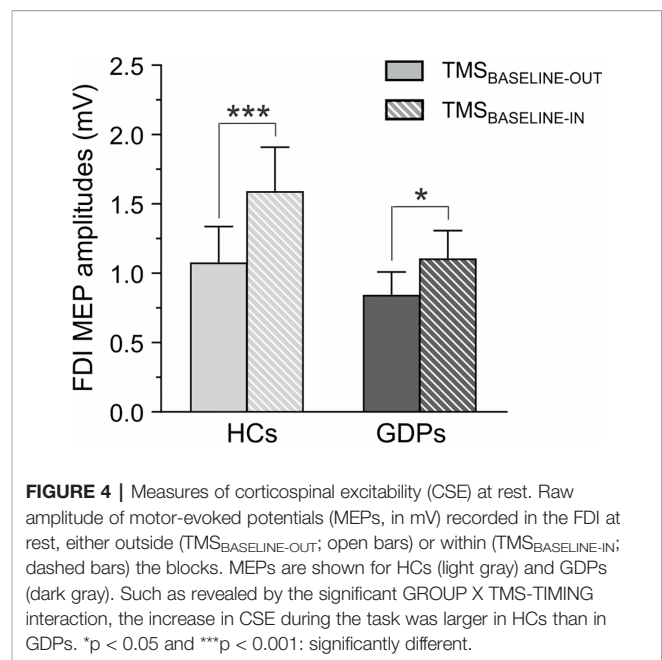 FDI MEP amplitudes (mV)
2.5
2.0
1.5
1.0
0.5
0.0
TMSBASELINE-OUT
TMSBASELINE-IN
***
*
HCs GDPs
FIGURE 4 | Measures of corticospinal excitability (CSE) at rest. Raw
amplitude of motor-evoked potentials (MEPs, in mV) recorded in the FDI at
rest, either outside (TMSBASELINE-OUT; open bars) or within (TMSBASELINE-IN;
dashed bars) the blocks. MEPs are shown for HCs (light gray) and GDPs
(dark gray). Such as revealed by the significant GROUP X TMS-TIMING
interaction, the increase in CSE during the task was larger in HCs than in
GDPs. *p < 0.05 and ***p < 0.001: significantly different.